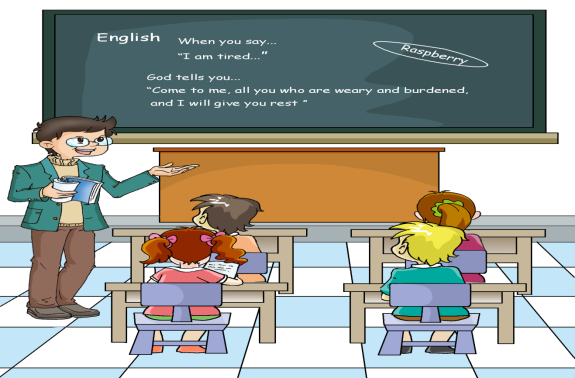 English
When you say...
"I am tired..."
Raspberry
God tells you...
“Come to me, all you who are weary and burdened,
and I will give you rest “